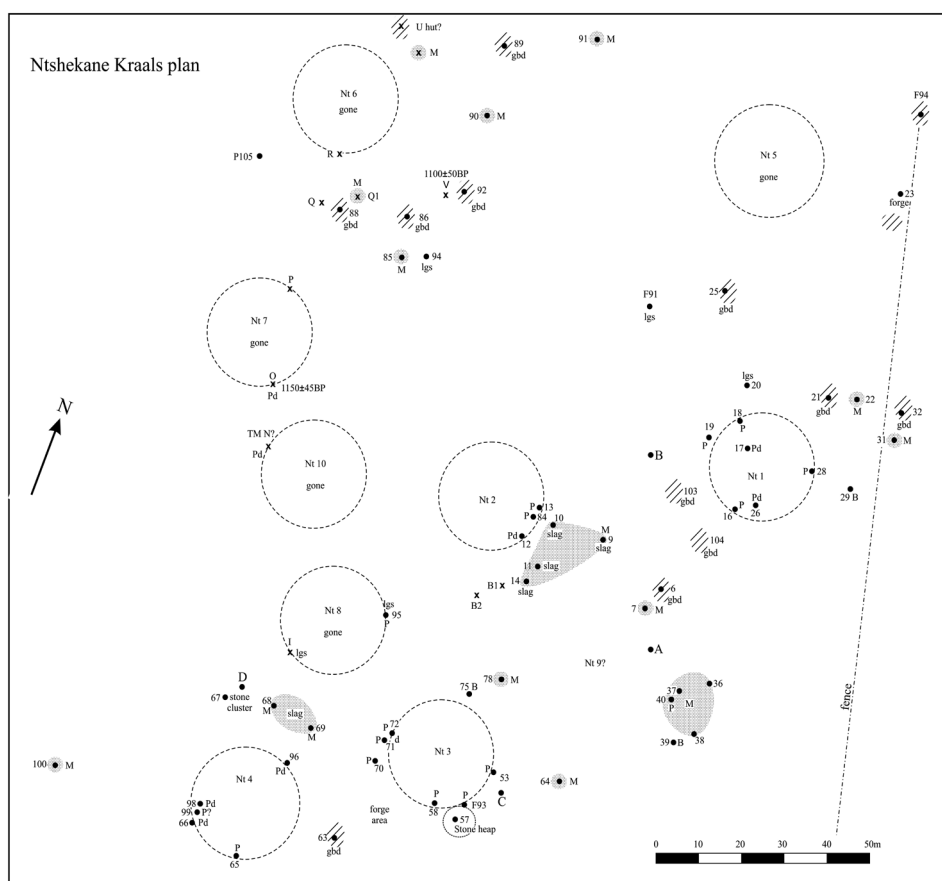 Ntshekane Kraals plan
U hut?
M
89
gbd
91 M
F94
Nt 6
gone
90 M
R
P105
Nt 5
gone
1100±50BP
V
92
gbd
M
Q1
Q
88
gbd
86
gbd
23
forge
85
M
94
lgs
P
25
gbd
F91
lgs
Nt 7
gone
O
Pd
1150±45BP
lgs
20
21
gbd
22
M
32
gbd
31 M
18
P
19
P
17 Pd
Nt 1
P 28
TM N?
Pd
B
N
Nt 10
gone
Nt 2
103
gbd
16
P
Pd
26
29 B
P 13
P 84
10
slag
Pd
12
M
9
slag
104
gbd
11 slag
14
slag
B1
B2
6
gbd
7
Nt 8
gone
lgs
95
P
I
lgs
A
Nt 9?
D
67 stone
cluster
78 M
75 B
36
37
M
40
P
68
M
slag
69
M
39 B
38
fence
72
P
d
71
P
70
Nt 3
96
Pd
Nt 4
100 M
P
53
64 M
98 Pd
99 P?
66 Pd
P
58
P
F93
C
57
Stone heap
forge
area
63
gbd
P
65
0 10 20 30 40 50m